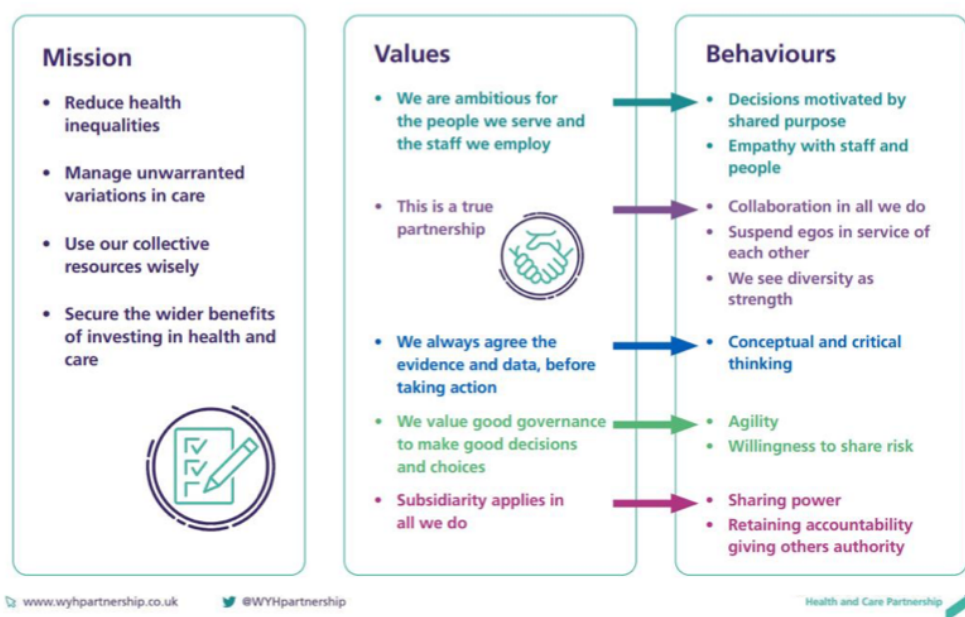 Mission
• Reduce health
inequalities
• Manage unwarranted
variations in care
• Use our collective
resources wisely
• Secure the wider benefits
of investing in health and
care
Values
• We are ambitious for
the people we serve and
the staff we employ
• This is a true
partnership
• We always agree the
evidence and data, before
taking action
• We value good governance
to make good decisions
and choices
• Subsidiarity applies in
all we do
Behaviours
• Decisions motivated by
shared purpose
• Empathy with staff and
people
• Collaboration in all we do
• Suspend egos in service of
each other
• We see diversity as
strength
• Conceptual and critical
thinking
• Agility
• Willingness to share risk
• Sharing power
• Retaining accountability
giving others authority
www.wyhpartnership.co.uk
@WYHpartnership
Health and Care Partnership